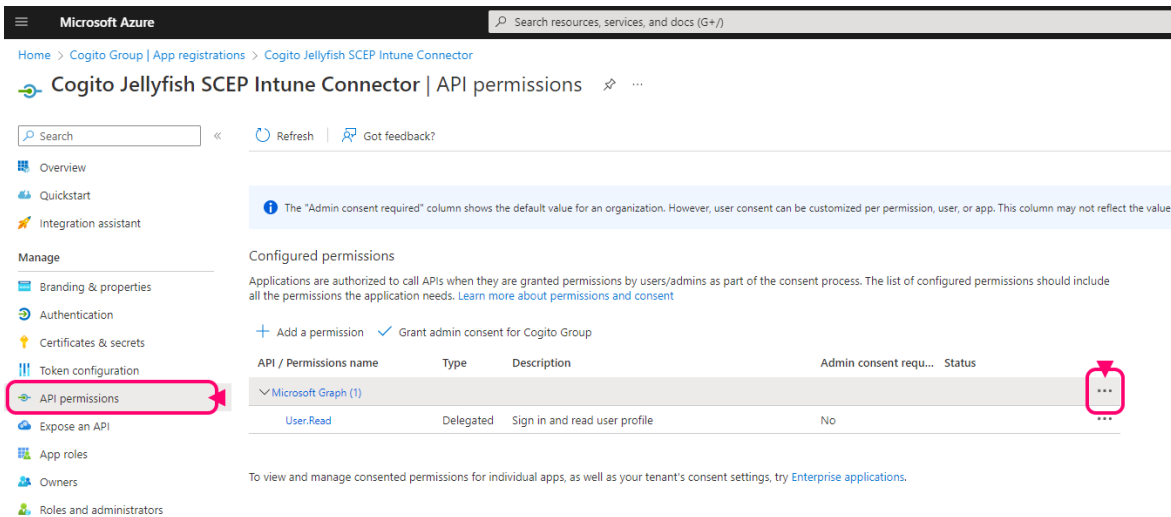 Microsoft Azure
Search resources, services, and docs (G+/)
Home > Cogito Group | App registrations > Cogito Jellyfish SCEP Intune Connector
Cogito Jellyfish SCEP Intune Connector | API permissions
Search
«
Refresh
Got feedback?
Overview
Quickstart
Integration assistant
Manage
Branding & properties
Authentication
Certificates & secrets
Token configuration
API permissions
Expose an API
App roles
Owners
Roles and administrators
The "Admin consent required" column shows the default value for an organization. However, user consent can be customized per permission, user, or app. This column may not reflect the value
Configured permissions
Applications are authorized to call APIs when they are granted permissions by users/admins as part of the consent process. The list of configured permissions should include
all the permissions the application needs. Learn more about permissions and consent
Add a permission
Grant admin consent for Cogito Group
API / Permissions name Type Description Admin consent requ... Status
Microsoft Graph (1)
User.Read Delegated Sign in and read user profile No
To view and manage consented permissions for individual apps, as well as your tenant's consent settings, try Enterprise applications.